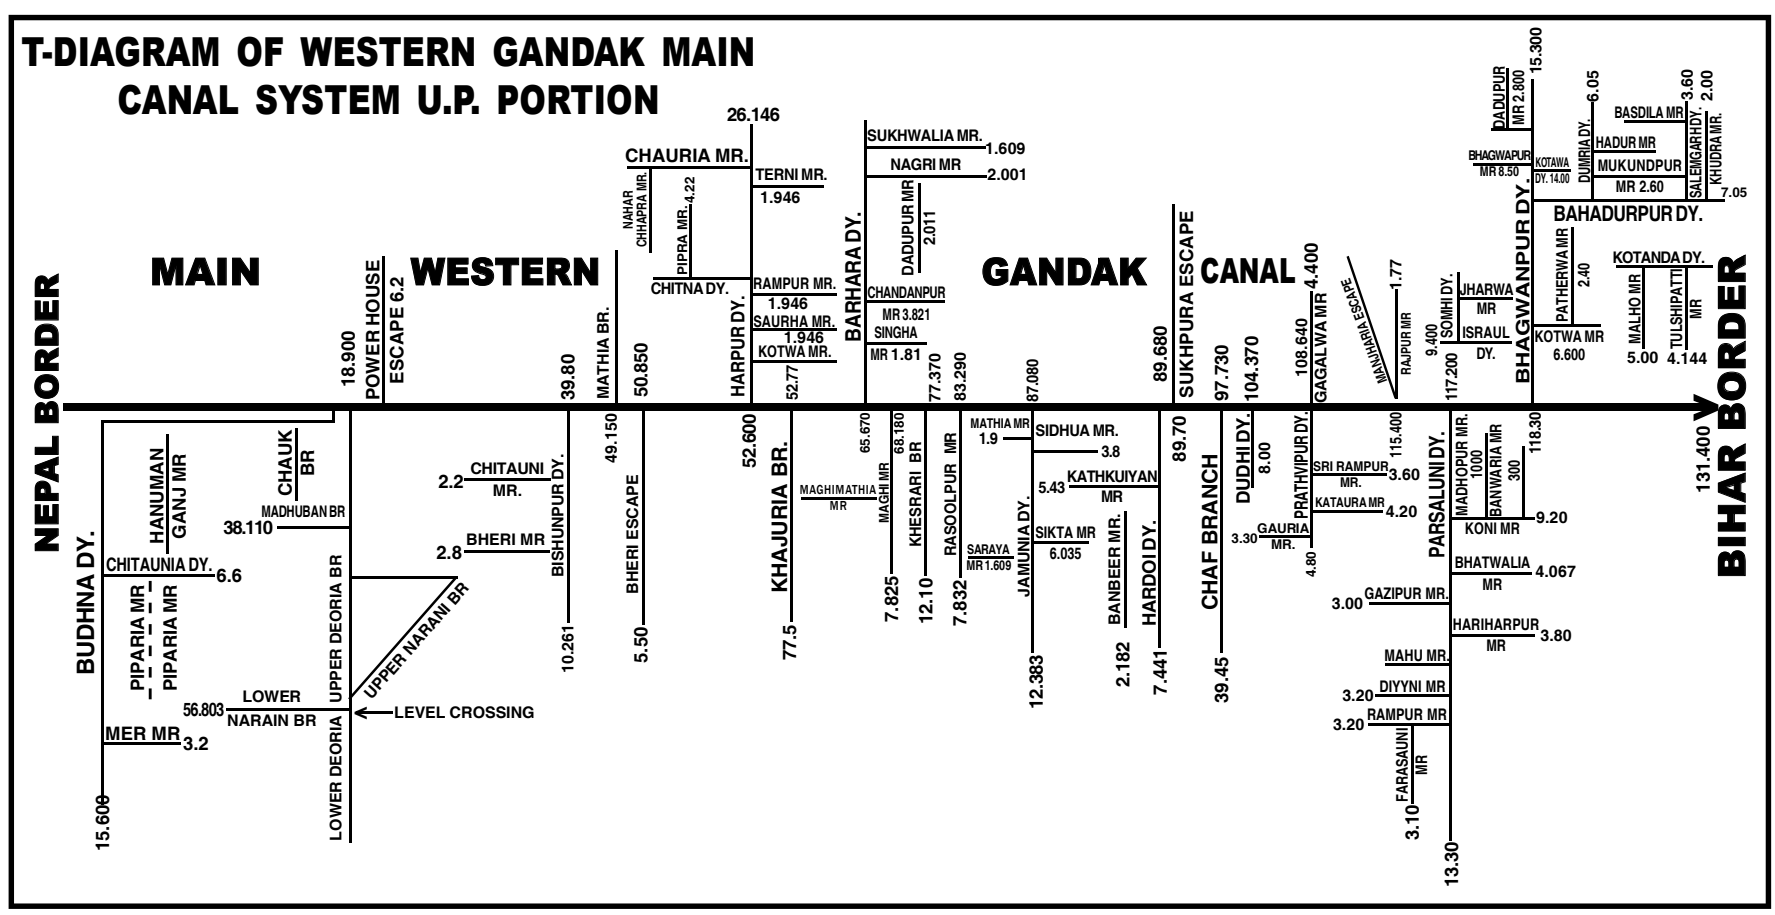 T-DIAGRAM OF WESTERN GANDAK MAIN
CANAL SYSTEM U.P. PORTION
MAIN
WESTERN
GANDAK
CANAL
NEPAL BORDER
BIHAR BORDER
131.400
18.900
POWER HOUSE
ESCAPE 6.2
39.80
MATHIA BR.
50.850
26.146
CHAURIA MR.
NAHAR
CHHAPRA MR.
PIPRA MR.
4.22
CHITNA DY.
TERNI MR.
1.946
RAMPUR MR.
1.946
SAURHA MR.
1.946
KOTWA MR.
HARPUR DY.
52.77
BARHARA DY.
SUKHWALIA MR.
1.609
NAGRI MR
2.001
DADUPUR MR
2.011
CHANDANPUR
MR 3.821
SINGHA
MR 1.81
77.370
83.290
87.080
89.680
SUKHPURA ESCAPE
97.730
104.370
108.640
GAGALWA MR
4.400
MANJHARIA ESCAPE
RAJPUR MR
1.77
9.400
SOMHI DY.
117.200
JHARWA
MR
ISRAUL
DY.
BHAGWANPUR DY.
15.300
DADUPUR
MR 2.800
BHAGWAPUR
MR 8.50
KOTAWA
DY. 14.00
DUMRIA DY.
6.05
BASDILA MR
HADUR MR
MUKUNDPUR
MR 2.60
3.60
SALEMGARH DY.
2.00
KHUDRA MR.
7.05
BAHADURPUR DY.
PATHERWA MR
2.40
KOTWA MR
6.600
KOTANDA DY.
MALHO MR
5.00
TULSHIPATTI
MR
4.144
BUDHNA DY.
15.600
HANUMAN
GANJ MR
CHITAUNIA DY.
6.6
PIPARIA MR
PIPARIA MR
MER MR
3.2
CHAUK
BR
MADHUBAN BR
38.110
UPPER DEORIA BR
UPPER NARANI BR
LOWER
NARAIN BR
56.803
LEVEL CROSSING
LOWER DEORIA
CHITAUNI
MR.
2.2
BHERI MR
2.8
BISHUNPUR DY.
10.261
49.150
BHERI ESCAPE
5.50
52.600
KHAJURIA BR.
77.5
MAGHIMATHIA
MR
65.670
MAGHI MR
7.825
68.180
KHESRARI BR
12.10
RASOOLPUR MR
7.832
MATHIA MR
1.9
SIDHUA MR.
3.8
SARAYA
MR 1.609
SIKTA MR
6.035
JAMUNIA DY.
12.383
KATHKUIYAN
MR
5.43
BANBEER MR.
2.182
HARDOI DY.
7.441
89.70
CHAF BRANCH
39.45
DUDHI DY.
8.00
PRATHVIPUR DY.
SRI RAMPUR
MR.
3.60
KATAURA MR
4.20
3.30
GAURIA
MR.
4.80
115.400
PARSAUNI DY.
13.30
MADHOPUR MR.
1000
BANWARIA MR
300
118.30
KONI MR
9.20
BHATWALIA
MR
4.067
3.00
GAZIPUR MR.
HARIHARPUR
MR
3.80
MAHU MR.
3.20
DIYYNI MR
3.20
RAMPUR MR
FARASAUNI
MR
3.10